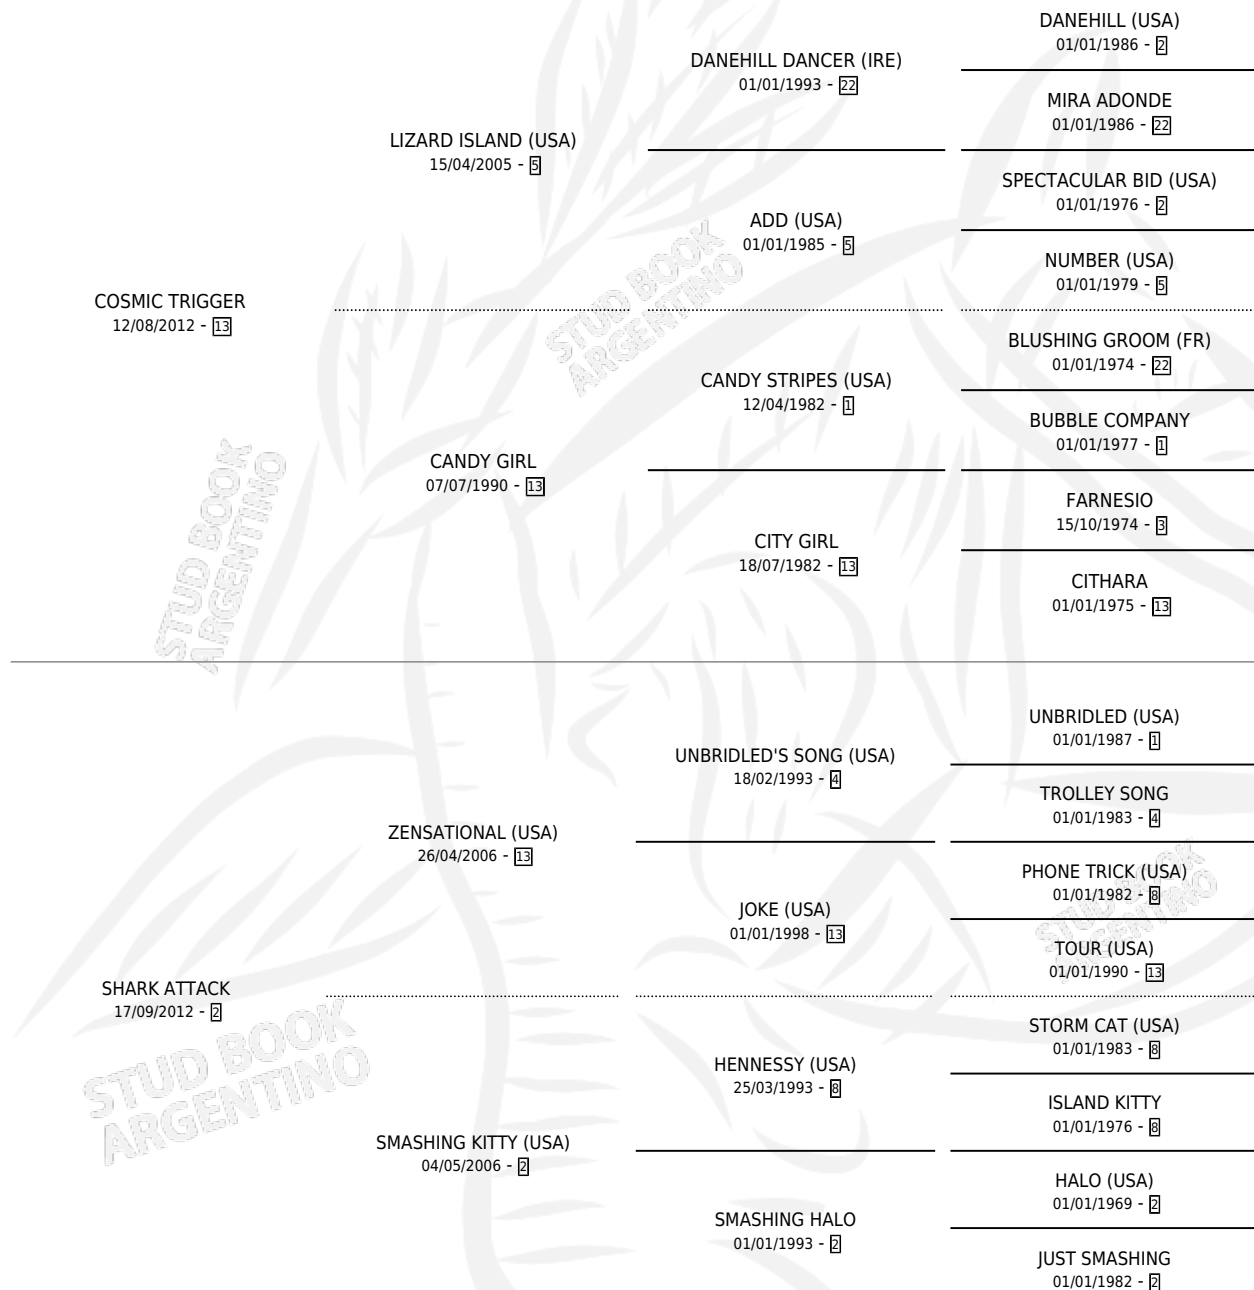 DANEHILL (USA)
01/01/1986 - 2
DANEHILL DANCER (IRE)
01/01/1993 - 22
MIRA ADONDE
01/01/1986 - 22
LIZARD ISLAND (USA)
15/04/2005 - 5
SPECTACULAR BID (USA)
01/01/1976 - 2
ADD (USA)
01/01/1985 - 5
NUMBER (USA)
01/01/1979 - 5
COSMIC TRIGGER
12/08/2012 - 13
STUD BOOK
ARGENTINO
BLUSHING GROOM (FR)
01/01/1974 - 22
CANDY STRIPES (USA)
12/04/1982 - 1
BUBBLE COMPANY
01/01/1977 - 1
CANDY GIRL
07/07/1990 - 13
FARNESIO
15/10/1974 - 3
CITY GIRL
18/07/1982 - 13
CITHARA
01/01/1975 - 13
STUD BOOK
ARGENTINO
UNBRIDLED (USA)
01/01/1987 - 1
UNBRIDLED'S SONG (USA)
18/02/1993 - 4
TROLLEY SONG
01/01/1983 - 4
ZENSATIONAL (USA)
26/04/2006 - 13
PHONE TRICK (USA)
01/01/1982 - 8
JOKE (USA)
01/01/1998 - 13
STUD BOOK
ARGENTINO
TOUR (USA)
01/01/1990 - 13
SHARK ATTACK
17/09/2012 - 2
STORM CAT (USA)
01/01/1983 - 8
STUD BOOK
ARGENTINO
HENNESSY (USA)
25/03/1993 - 8
ISLAND KITTY
01/01/1976 - 8
SMASHING KITTY (USA)
04/05/2006 - 2
HALO (USA)
01/01/1969 - 2
SMASHING HALO
01/01/1993 - 2
JUST SMASHING
01/01/1982 - 2